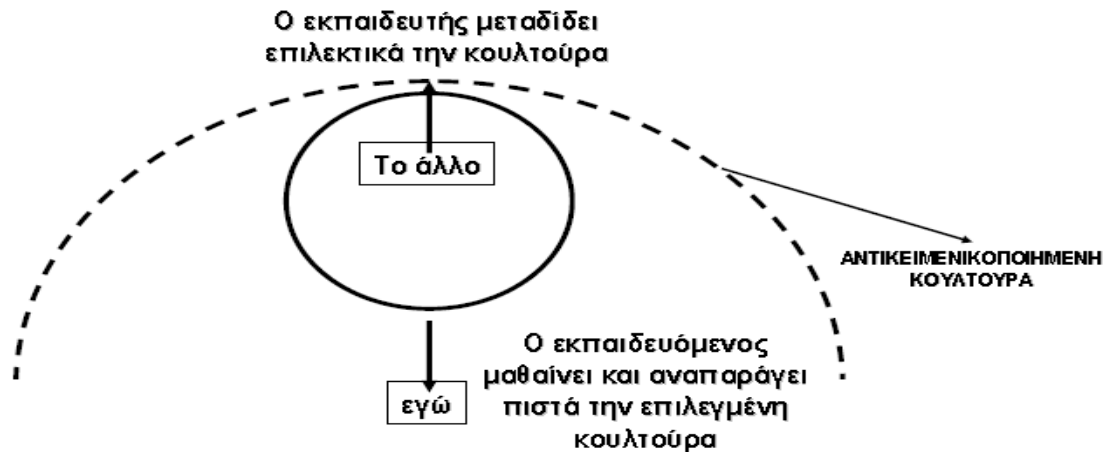 Ο εκπαιδευτής μεταδίδει
επιλεκτικά την κουλτούρα
Το άλλο
ΑΝΤΙΚΕΙΜΕΝΙΚΟΠΟΙΗΜΕΝΗ
ΚΟΥΛΤΟΥΡΑ
Ο εκπαιδευόμενος
μαθαίνει και αναπαράγει
πιστά την επιλεγμένη
κουλτούρα
εγώ